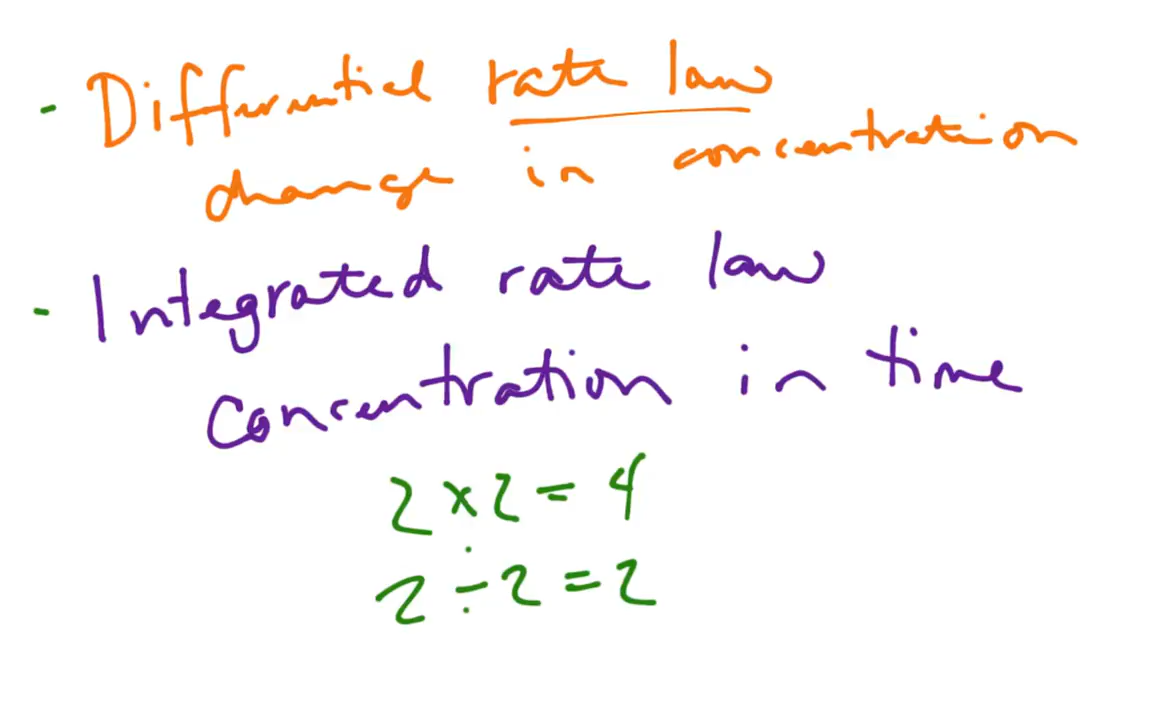 - Differential rate law
change in concentration
- Integrated rate law
concentration in time
2 × 2 = 4
2 ÷ 2 = 2